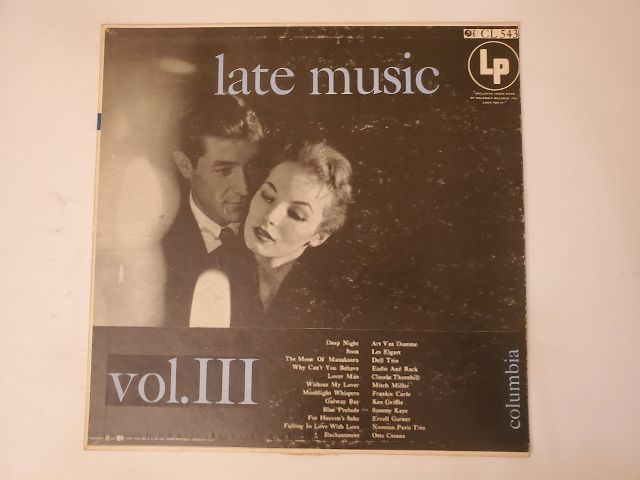 CL 543
late music
LP
Deep Night Art Van Damme
Soon Les Elgart
The Moon Of Manakoora Dell Trio
Why Can't You Behave Eadie And Rack
Lover Man Claude Thornhill
Without My Lover Mitch Miller
Moonlight Whispers Frankie Carle
Galway Bay Ken Griffin
Blue Prelude Sammy Kaye
For Heaven's Sake Erroll Garner
Falling In Love With Love Norman Paris Trio
Enchantment Otto Cesana
vol.III
columbia